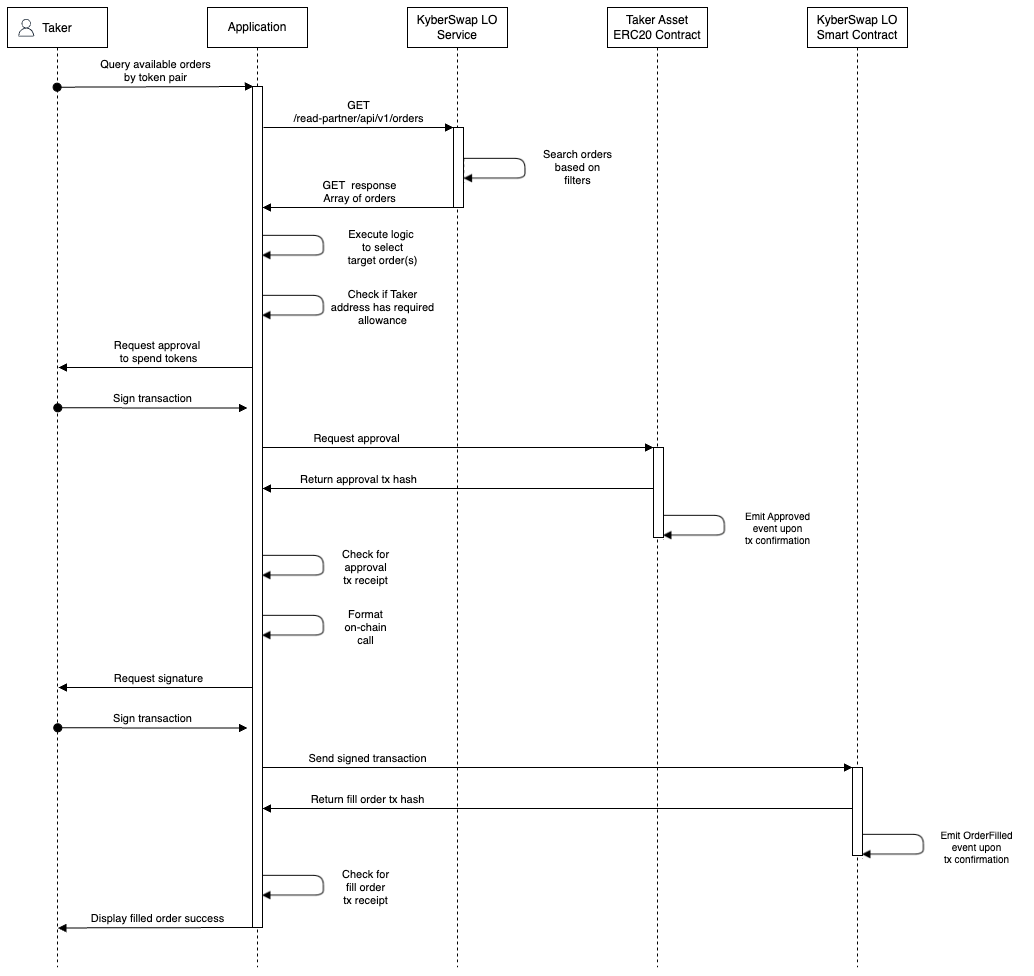 Taker
Application
KyberSwap LO
Service
Taker Asset
ERC20 Contract
KyberSwap LO
Smart Contract
Query available orders
by token pair
GET
/read-partner/api/v1/orders
Search orders
based on
filters
GET response
Array of orders
Execute logic
to select
target order(s)
Check if Taker
address has required
allowance
Request approval
to spend tokens
Sign transaction
Request approval
Return approval tx hash
Emit Approved
event upon
tx confirmation
Check for
approval
tx receipt
Format
on-chain
call
Request signature
Sign transaction
Send signed transaction
Return fill order tx hash
Emit OrderFilled
event upon
tx confirmation
Check for
fill order
tx receipt
Display filled order success